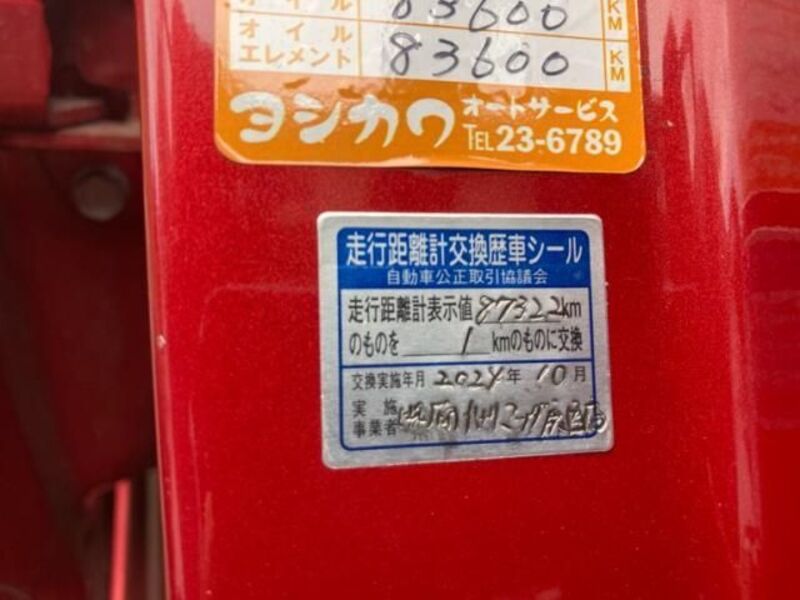 オイル 83600 KM
オイルエレメント 83600 KM
ヨシカワ オートサービス
TEL 23-6789
走行距離計交換歴車シール
自動車公正取引協議会
走行距離計表示値 87322km
のものを 1 kmのものに交換
交換実施年月 2024年 10月
実施事業者